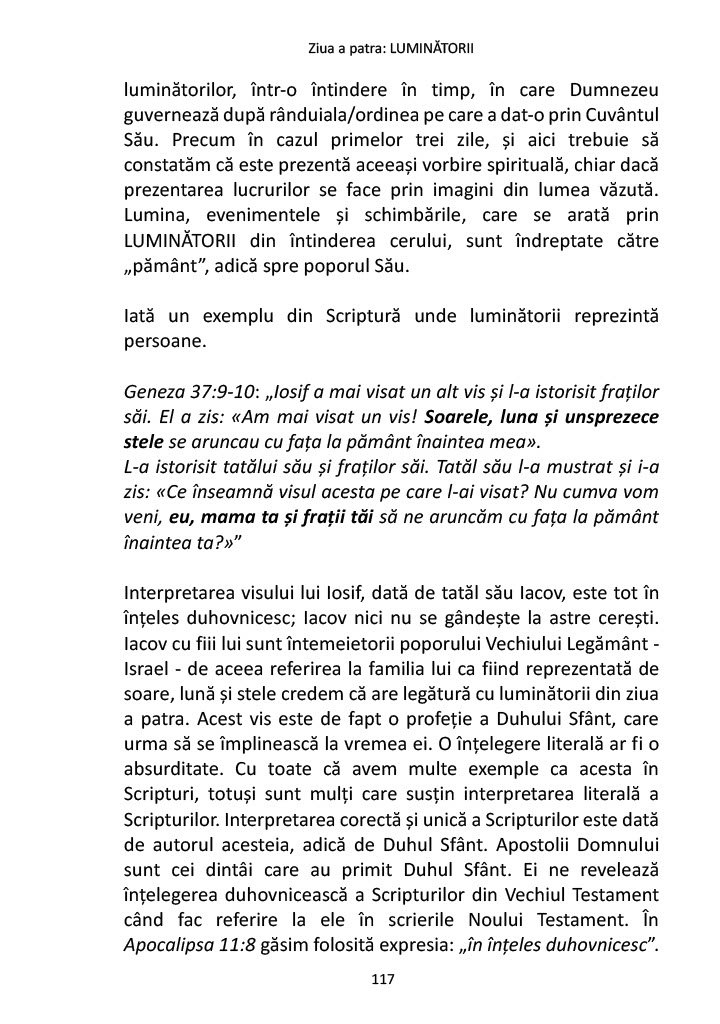 Ziua a patra: LUMINĂTORII
luminătorilor, într-o întindere în timp, în care Dumnezeu
guvernează după rânduiala/ordinea pe care a dat-o prin Cuvântul
Său. Precum în cazul primelor trei zile, și aici trebuie să
constatăm că este prezentă aceeași vorbire spirituală, chiar dacă
prezentarea lucrurilor se face prin imagini din lumea văzută.
Lumina, evenimentele și schimbările, care se arată prin
LUMINĂTORII din întinderea cerului, sunt îndreptate către
„pământ”, adică spre poporul Său.
Iată un exemplu din Scriptură unde luminătorii reprezintă
persoane.
Geneza 37:9-10: „Iosif a mai visat un alt vis și l-a istorisit fraților
săi. El a zis: «Am mai visat un vis! Soarele, luna și unsprezece
stele se aruncau cu fața la pământ înaintea mea».
L-a istorisit tatălui său și fraților săi. Tatăl său l-a mustrat și i-a
zis: «Ce înseamnă visul acesta pe care l-ai visat? Nu cumva vom
veni, eu, mama ta și frații tăi să ne aruncăm cu fața la pământ
înaintea ta?»”
Interpretarea visului lui Iosif, dată de tatăl său Iacov, este tot în
înțeles duhovnicesc; Iacov nici nu se gândește la astre cerești.
Iacov cu fiii lui sunt întemeietorii poporului Vechiului Legământ -
Israel - de aceea referirea la familia lui ca fiind reprezentată de
soare, lună și stele credem că are legătură cu luminătorii din ziua
a patra. Acest vis este de fapt o profeție a Duhului Sfânt, care
urma să se împlinească la vremea ei. O înțelegere literală ar fi o
absurditate. Cu toate că avem multe exemple ca acesta în
Scripturi, totuși sunt mulți care susțin interpretarea literală a
Scripturilor. Interpretarea corectă și unică a Scripturilor este dată
de autorul acesteia, adică de Duhul Sfânt. Apostolii Domnului
sunt cei dintâi care au primit Duhul Sfânt. Ei ne revelează
înțelegerea duhovnicească a Scripturilor din Vechiul Testament
când fac referire la ele în scrierile Noului Testament. În
Apocalipsa 11:8 găsim folosită expresia: „în înțeles duhovnicesc”.
117